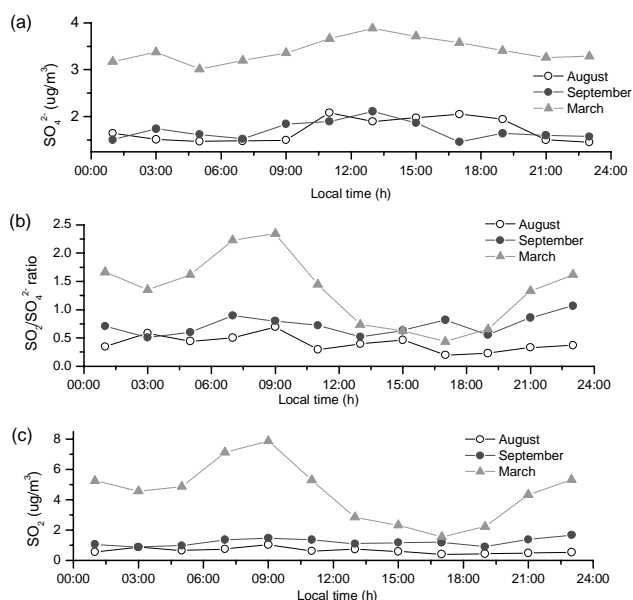 (a)
4
3
2
SO₄²⁻ (ug/m³)
August
September
March
00:00 03:00 06:00 09:00 12:00 15:00 18:00 21:00 24:00
Local time (h)
(b)
2.5
2.0
1.5
1.0
0.5
0.0
SO₂/SO₄²⁻ ratio
August
September
March
00:00 03:00 06:00 09:00 12:00 15:00 18:00 21:00 24:00
Local time (h)
(c)
8
6
4
2
0
SO₂ (ug/m³)
August
September
March
00:00 03:00 06:00 09:00 12:00 15:00 18:00 21:00 24:00
Local time (h)